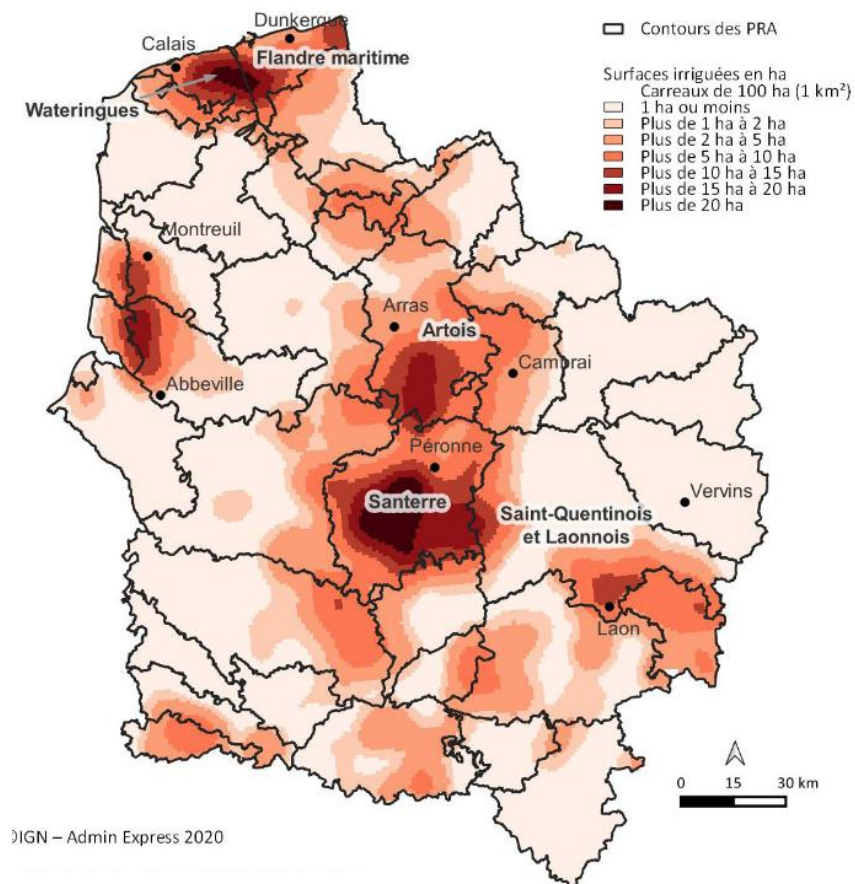 Dunkerque
Calais
Flandre maritime
Wateringues
Contours des PRA
Surfaces irriguées en ha
Carreaux de 100 ha (1 km²)
1 ha ou moins
Plus de 1 ha à 2 ha
Plus de 2 ha à 5 ha
Plus de 5 ha à 10 ha
Plus de 10 ha à 15 ha
Plus de 15 ha à 20 ha
Plus de 20 ha
Montreuil
Arras
Artois
Cambrai
Abbeville
Péronne
Santerre
Saint-Quentinois
et Laonnois
Vervins
Laon
0 15 30 km
IGN – Admin Express 2020